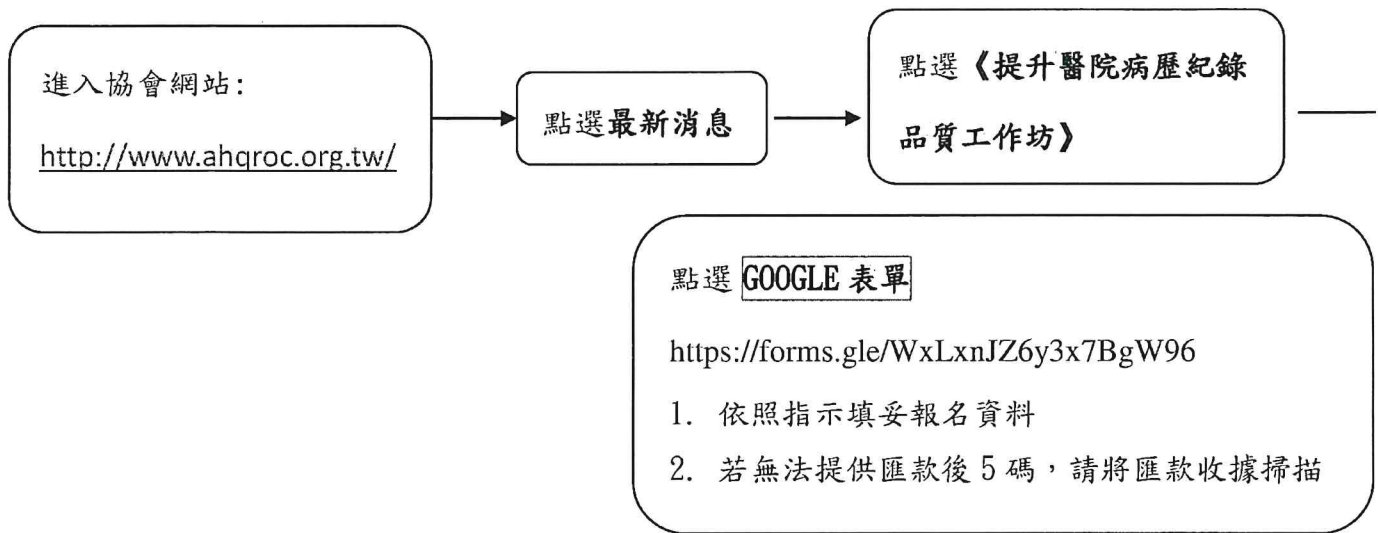 進入協會網站:
http://www.ahqroc.org.tw/
點選最新消息
點選《提升醫院病歷紀錄
品質工作坊》
點選 GOOGLE 表單
https://forms.gle/WxLxnJZ6y3x7BgW96
1. 依照指示填妥報名資料
2. 若無法提供匯款後 5 碼，請將匯款收據掃描